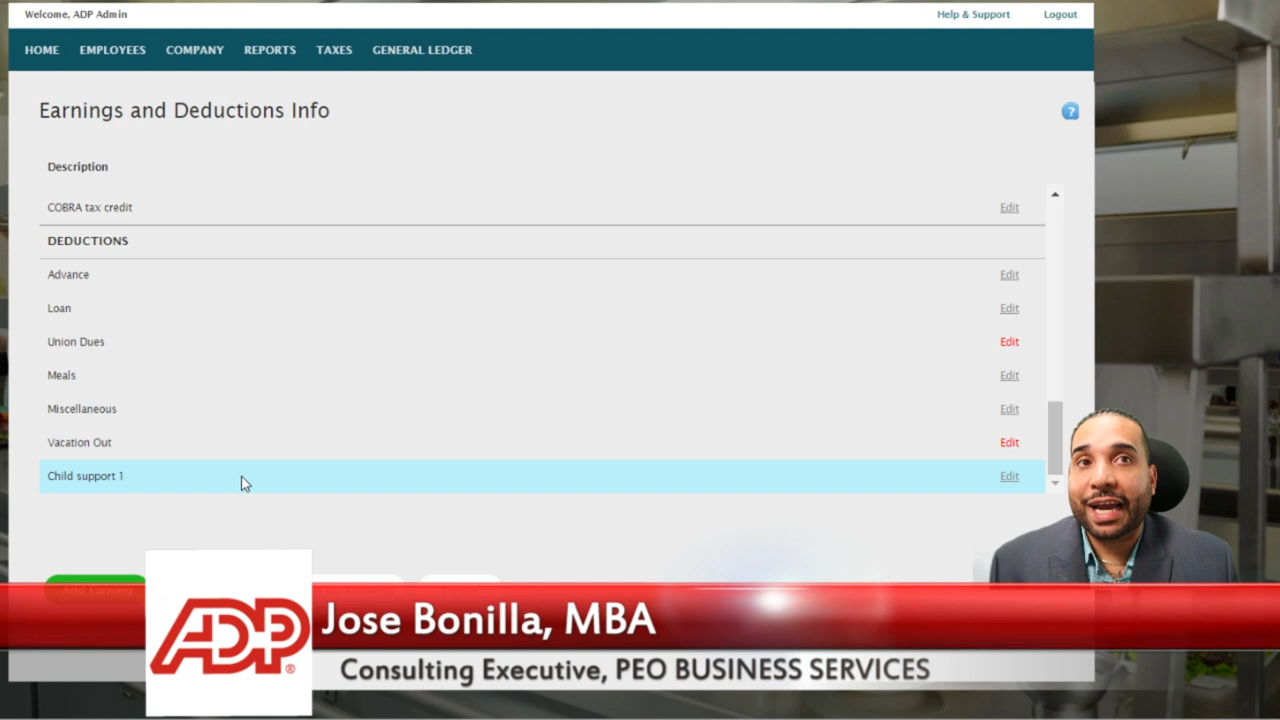 Welcome, ADP Admin
Help & Support
Logout
HOME EMPLOYEES COMPANY REPORTS TAXES GENERAL LEDGER
Earnings and Deductions Info
?
Description
COBRA tax credit Edit
DEDUCTIONS
Advance Edit
Loan Edit
Union Dues Edit
Meals Edit
Miscellaneous Edit
Vacation Out Edit
Child support 1 Edit
Add Earning
ADP®
Jose Bonilla, MBA
Consulting Executive, PEO BUSINESS SERVICES